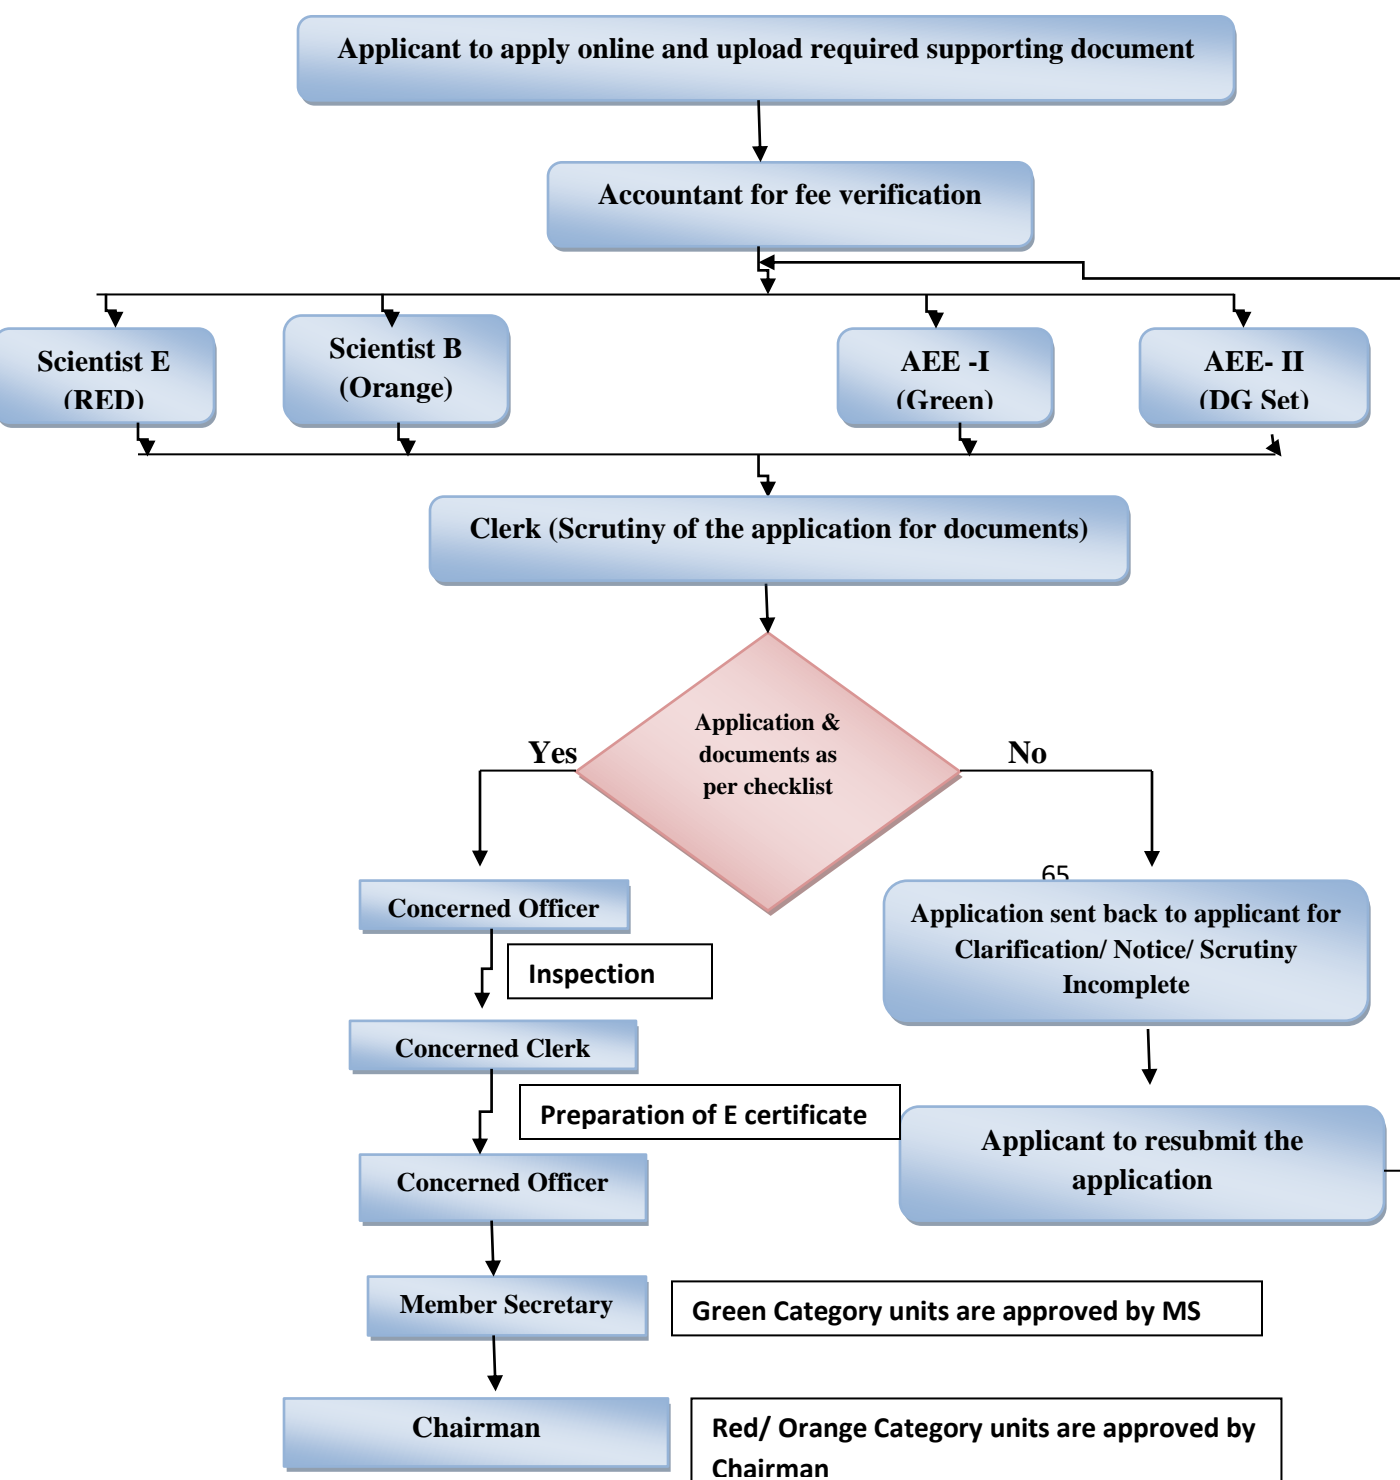 Applicant to apply online and upload required supporting document
Accountant for fee verification
Scientist E
(RED)
Scientist B
(Orange)
AEE -I
(Green)
AEE- II
(DG Set)
Clerk (Scrutiny of the application for documents)
Application &
documents as
per checklist
Yes
No
65
Concerned Officer
Application sent back to applicant for
Clarification/ Notice/ Scrutiny
Incomplete
Inspection
Concerned Clerk
Preparation of E certificate
Applicant to resubmit the
application
Concerned Officer
Member Secretary
Green Category units are approved by MS
Chairman
Red/ Orange Category units are approved by
Chairman